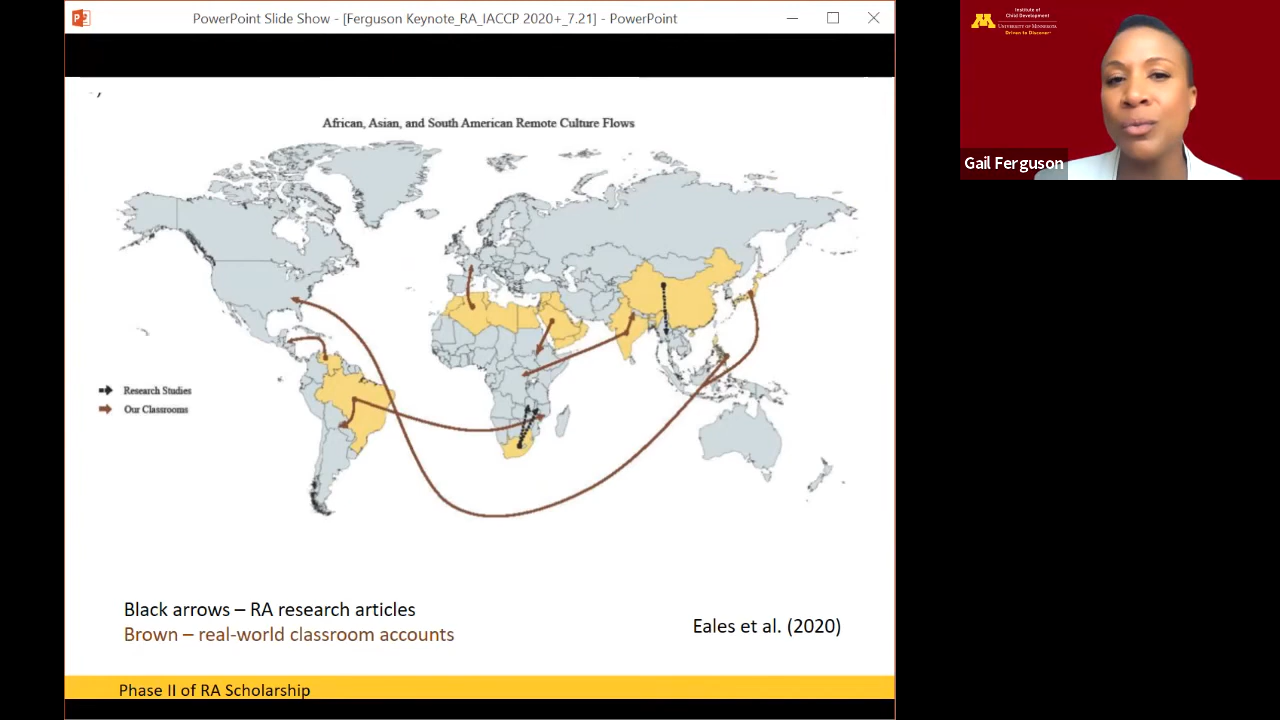 PowerPoint Slide Show - [Ferguson Keynote_RA_IACCP 2020+_7.21] - PowerPoint
African, Asian, and South American Remote Culture Flows
Research Studies
Our Classrooms
Black arrows – RA research articles
Brown – real-world classroom accounts
Eales et al. (2020)
Phase II of RA Scholarship
Institute of
Child Development
UNIVERSITY OF MINNESOTA
Driven to Discover
Gail Ferguson